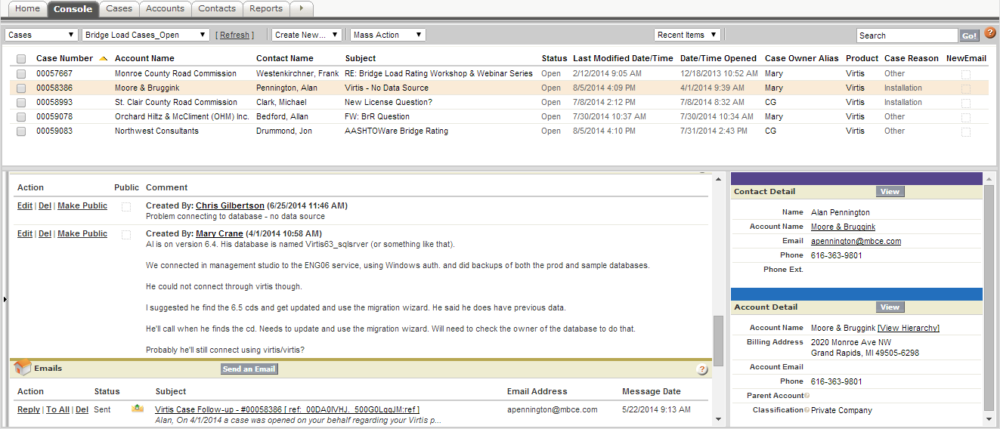 Home Console Cases Accounts Contacts Reports
Cases Bridge Load Cases_Open [ Refresh ] Create New... Mass Action Recent Items Search Go! ?
Case Number Account Name Contact Name Subject Status Last Modified Date/Time Date/Time Opened Case Owner Alias Product Case Reason NewEmail
00057667 Monroe County Road Commission Westenkirchner, Frank RE: Bridge Load Rating Workshop & Webinar Series Open 2/12/2014 9:05 AM 12/18/2013 10:52 AM Mary Virtis Other
00058386 Moore & Bruggink Pennington, Alan Virtis - No Data Source Open 8/5/2014 4:09 PM 4/1/2014 9:39 AM Mary Virtis Installation
00058993 St. Clair County Road Commission Clark, Michael New License Question? Open 7/8/2014 2:12 PM 7/8/2014 8:32 AM CG Virtis Installation
00059078 Orchard Hiltz & McCliment (OHM) Inc. Bedford, Allan FW: BrR Question Open 7/30/2014 10:37 AM 7/30/2014 10:34 AM Mary Virtis Other
00059083 Northwest Consultants Drummond, Jon AASHTOWare Bridge Rating Open 8/5/2014 4:10 PM 7/31/2014 2:43 PM CG Virtis Other
Action Public Comment
Edit | Del | Make Public Created By: Chris Gilbertson (6/25/2014 11:46 AM)
Problem connecting to database - no data source
Edit | Del | Make Public Created By: Mary Crane (4/1/2014 10:58 AM)
Al is on version 6.4. His database is named Virtis63_sqlsrver (or something like that).
We connected in management studio to the ENG06 service, using Windows auth. and did backups of both the prod and sample databases.
He could not connect through virtis though.
I suggested he find the 6.5 cds and get updated and use the migration wizard. He said he does have previous data.
He'll call when he finds the cd. Needs to update and use the migration wizard. Will need to check the owner of the database to do that.
Probably he'll still connect using virtis/virtis?
Emails Send an Email ?
Action Status Subject Email Address Message Date
Reply | To All | Del Sent Virtis Case Follow-up - #00058386 [ ref:_00DA0IVHJ._500G0LgqJM:ref ] apennington@mbce.com 5/22/2014 9:13 AM
Alan, On 4/1/2014 a case was opened on your behalf regarding your Virtis p...
Contact Detail View
Name Alan Pennington
Account Name Moore & Bruggink
Email apennington@mbce.com
Phone 616-363-9801
Phone Ext.
Account Detail View
Account Name Moore & Bruggink [View Hierarchy]
Billing Address 2020 Monroe Ave NW
Grand Rapids, MI 49505-6298
Account Email
Phone 616-363-9801
Parent Account ?
Classification ? Private Company